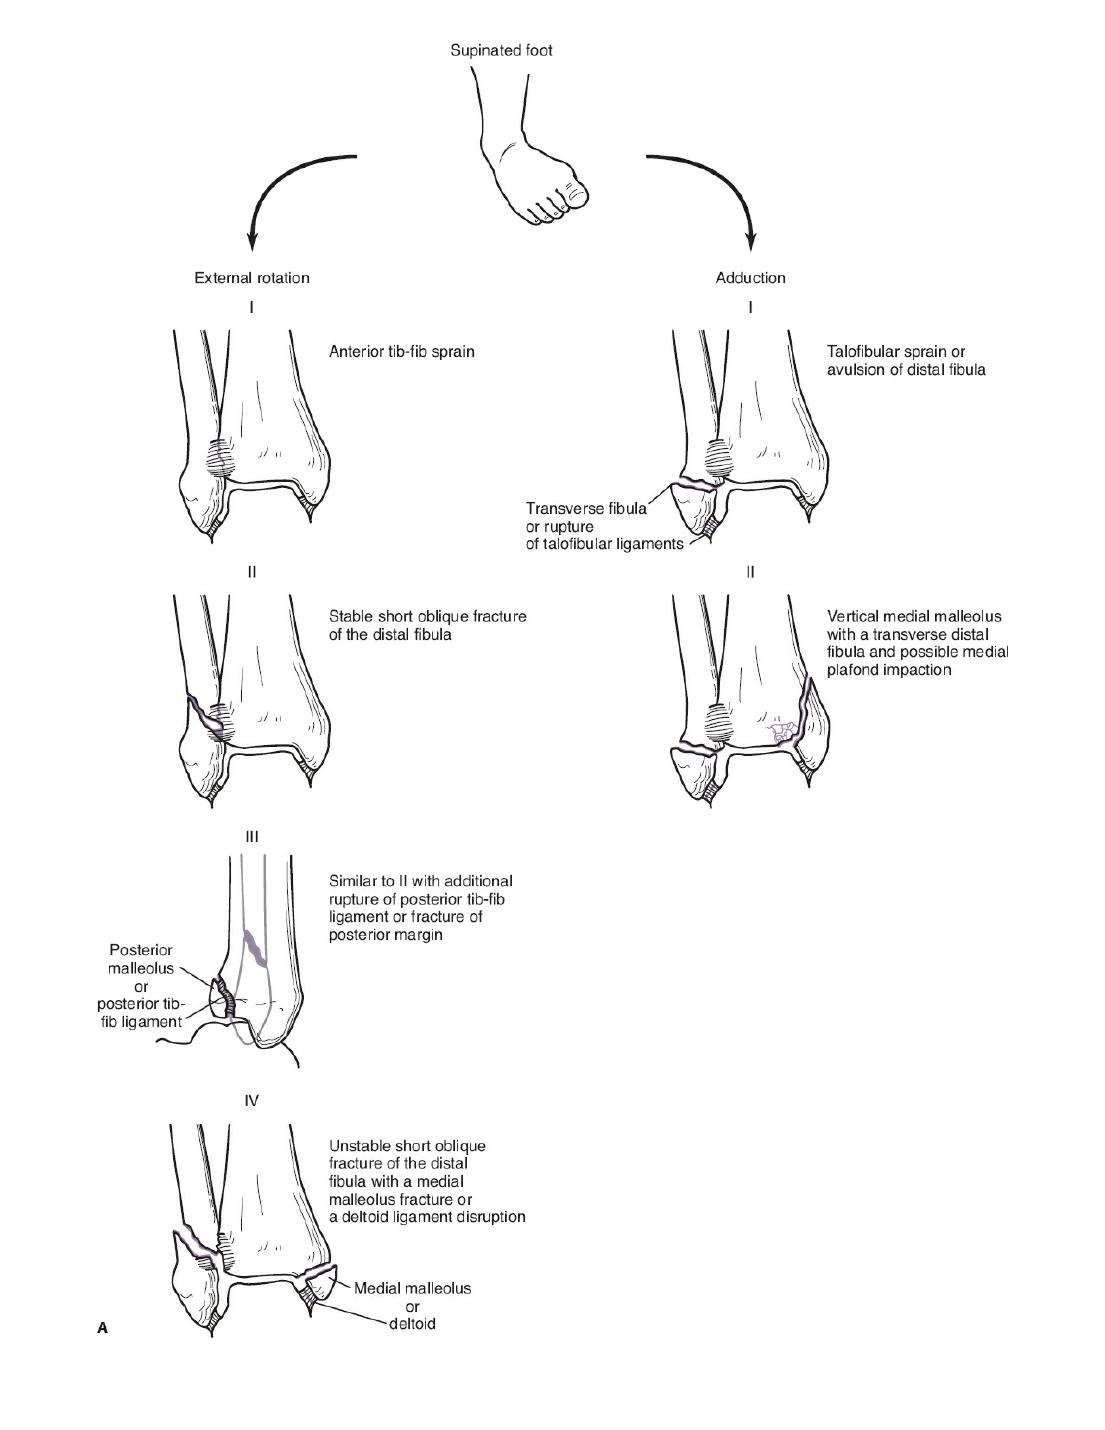 Supinated foot
External rotation
I
Anterior tib-fib sprain
II
Stable short oblique fracture
of the distal fibula
III
Similar to II with additional
rupture of posterior tib-fib
ligament or fracture of
posterior margin
Posterior
malleolus
or
posterior tib-
fib ligament
IV
Unstable short oblique
fracture of the distal
fibula with a medial
malleolus fracture or
a deltoid ligament disruption
Medial malleolus
or
deltoid
Adduction
I
Talofibular sprain or
avulsion of distal fibula
Transverse fibula
or rupture
of talofibular ligaments
II
Vertical medial malleolus
with a transverse distal
fibula and possible medial
plafond impaction
A